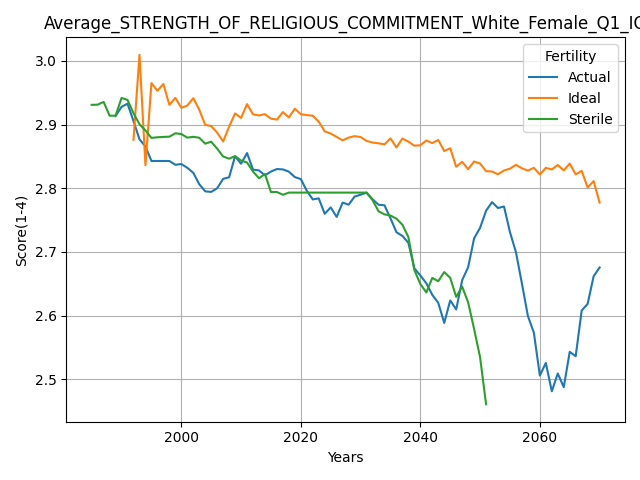 Average_STRENGTH_OF_RELIGIOUS_COMMITMENT_White_Female_Q1_IQ
Fertility
Actual
Ideal
Sterile
Score(1-4)
3.0
2.9
2.8
2.7
2.6
2.5
2000
2020
2040
2060
Years